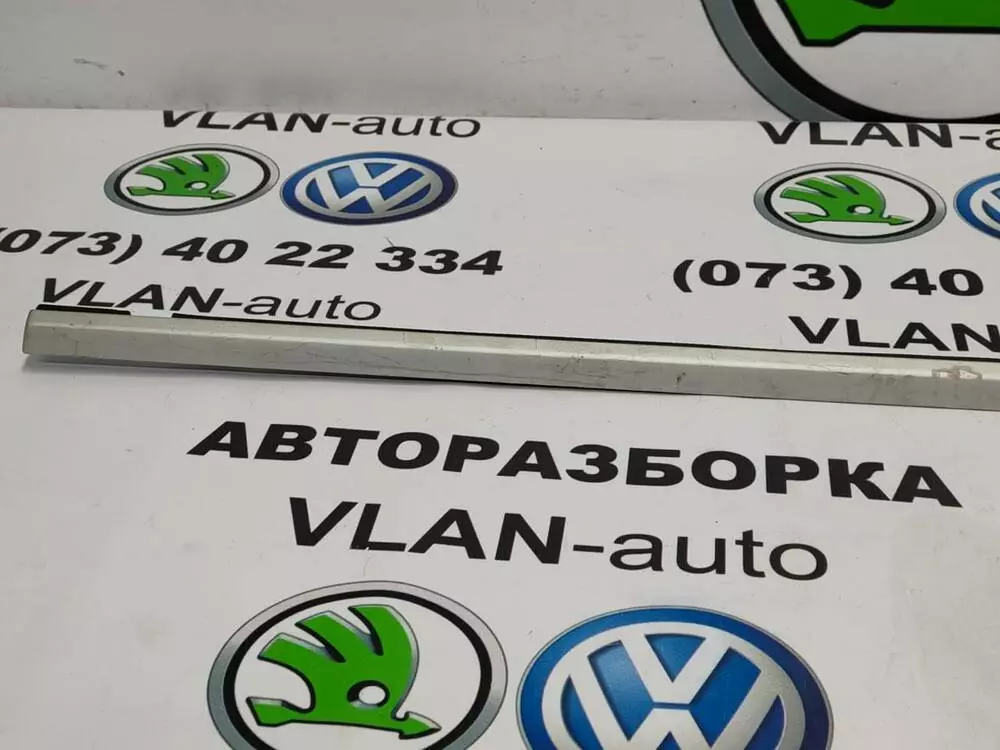 VLAN-auto
VLAN-a
(073) 40 22 334
(073) 40
VLAN-auto
VLAN
АВТОРАЗБОРКА
VLAN-auto